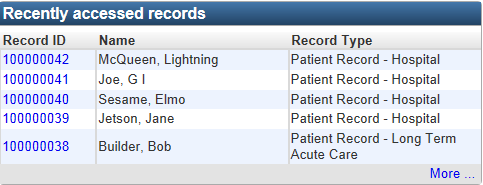 Recently accessed records
Record ID Name Record Type
100000042 McQueen, Lightning Patient Record - Hospital
100000041 Joe, G I Patient Record - Hospital
100000040 Sesame, Elmo Patient Record - Hospital
100000039 Jetson, Jane Patient Record - Hospital
100000038 Builder, Bob Patient Record - Long Term
Acute Care
More ...